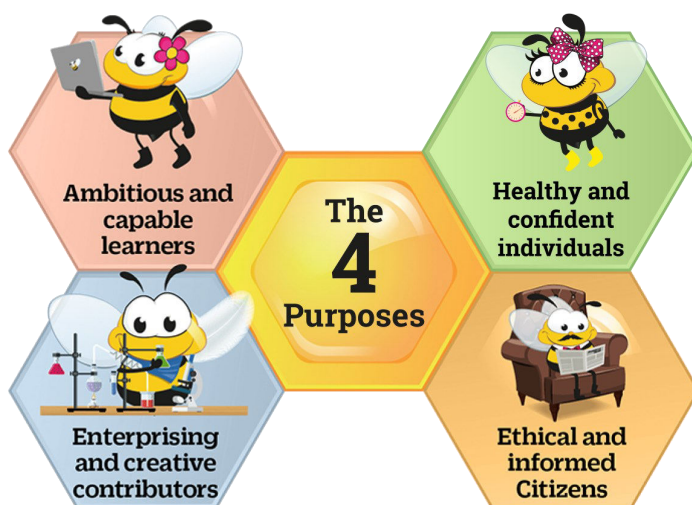 Ambitious and
capable
learners
Healthy and
confident
individuals
The
4
Purposes
Enterprising
and creative
contributors
Ethical and
informed
Citizens